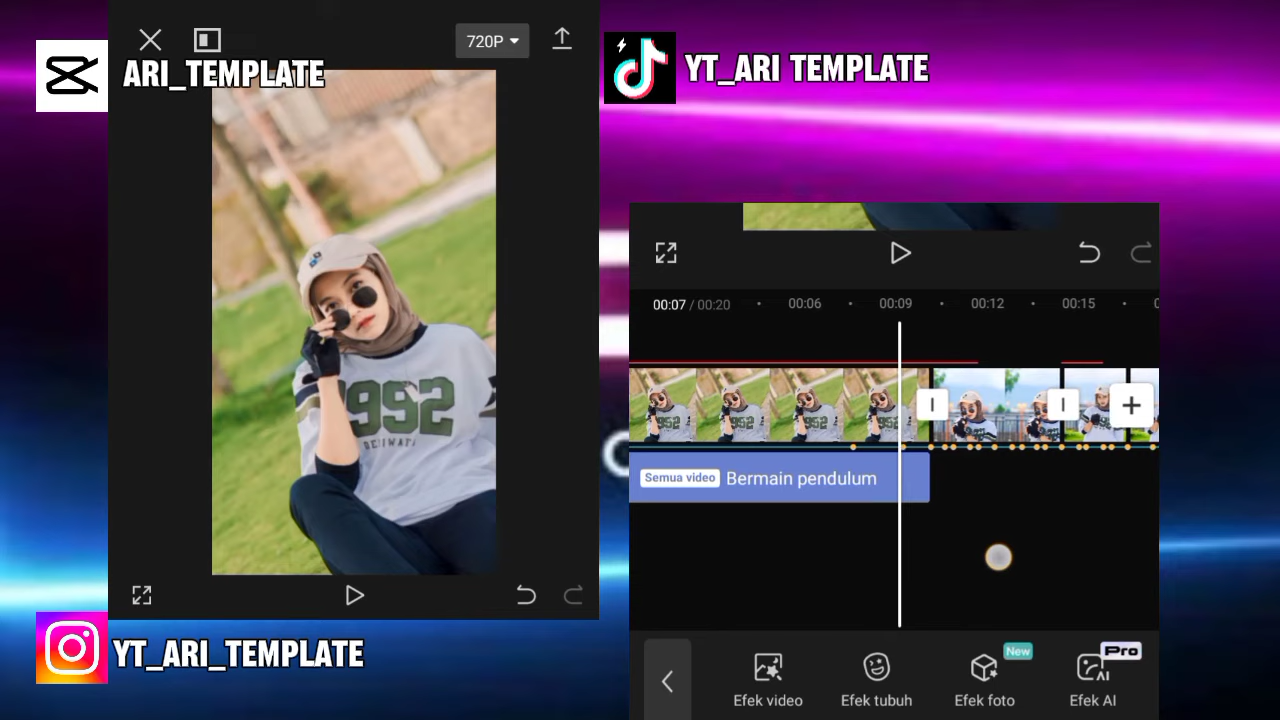 720P
ARI_TEMPLATE
YT_ARI TEMPLATE
1992
00:07 / 00:20
00:06
00:09
00:12
00:15
Semua video
Bermain pendulum
New
Pro
Efek video
Efek tubuh
Efek foto
Efek AI
YT_ARI_TEMPLATE